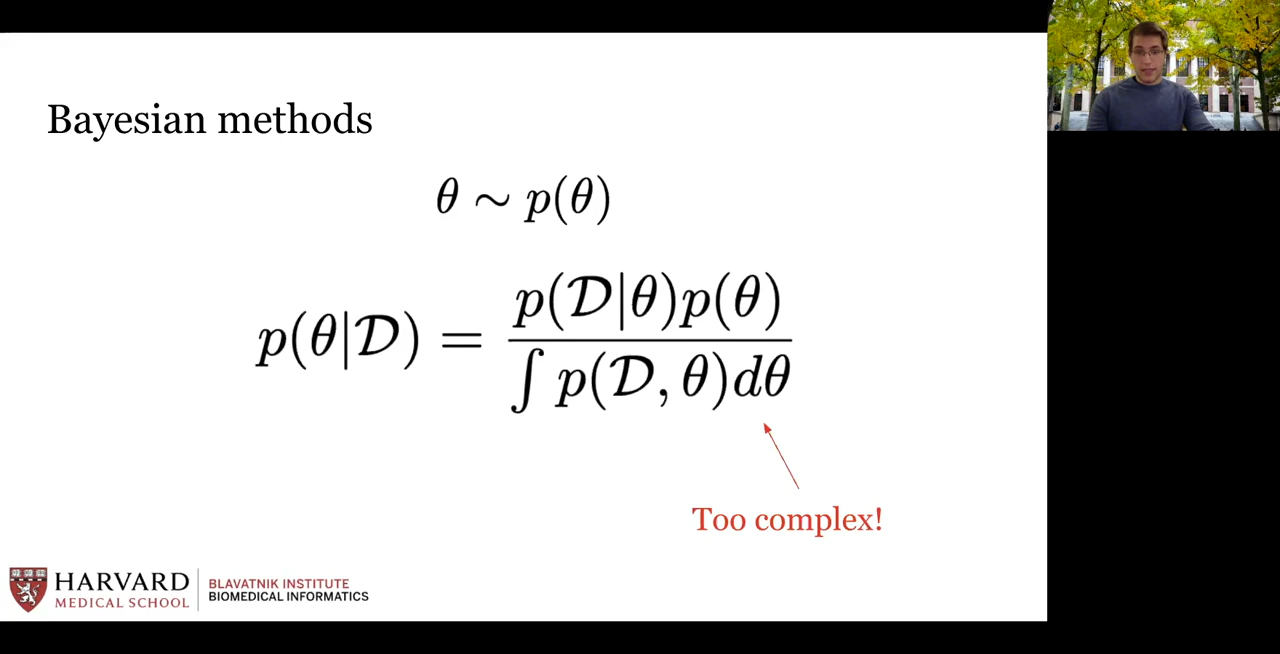 Bayesian methods
θ ∼ p(θ)
p(θ|𝒟) = p(𝒟|θ)p(θ) / ∫ p(𝒟, θ)dθ
Too complex!
HARVARD
MEDICAL SCHOOL
BLAVATNIK INSTITUTE
BIOMEDICAL INFORMATICS